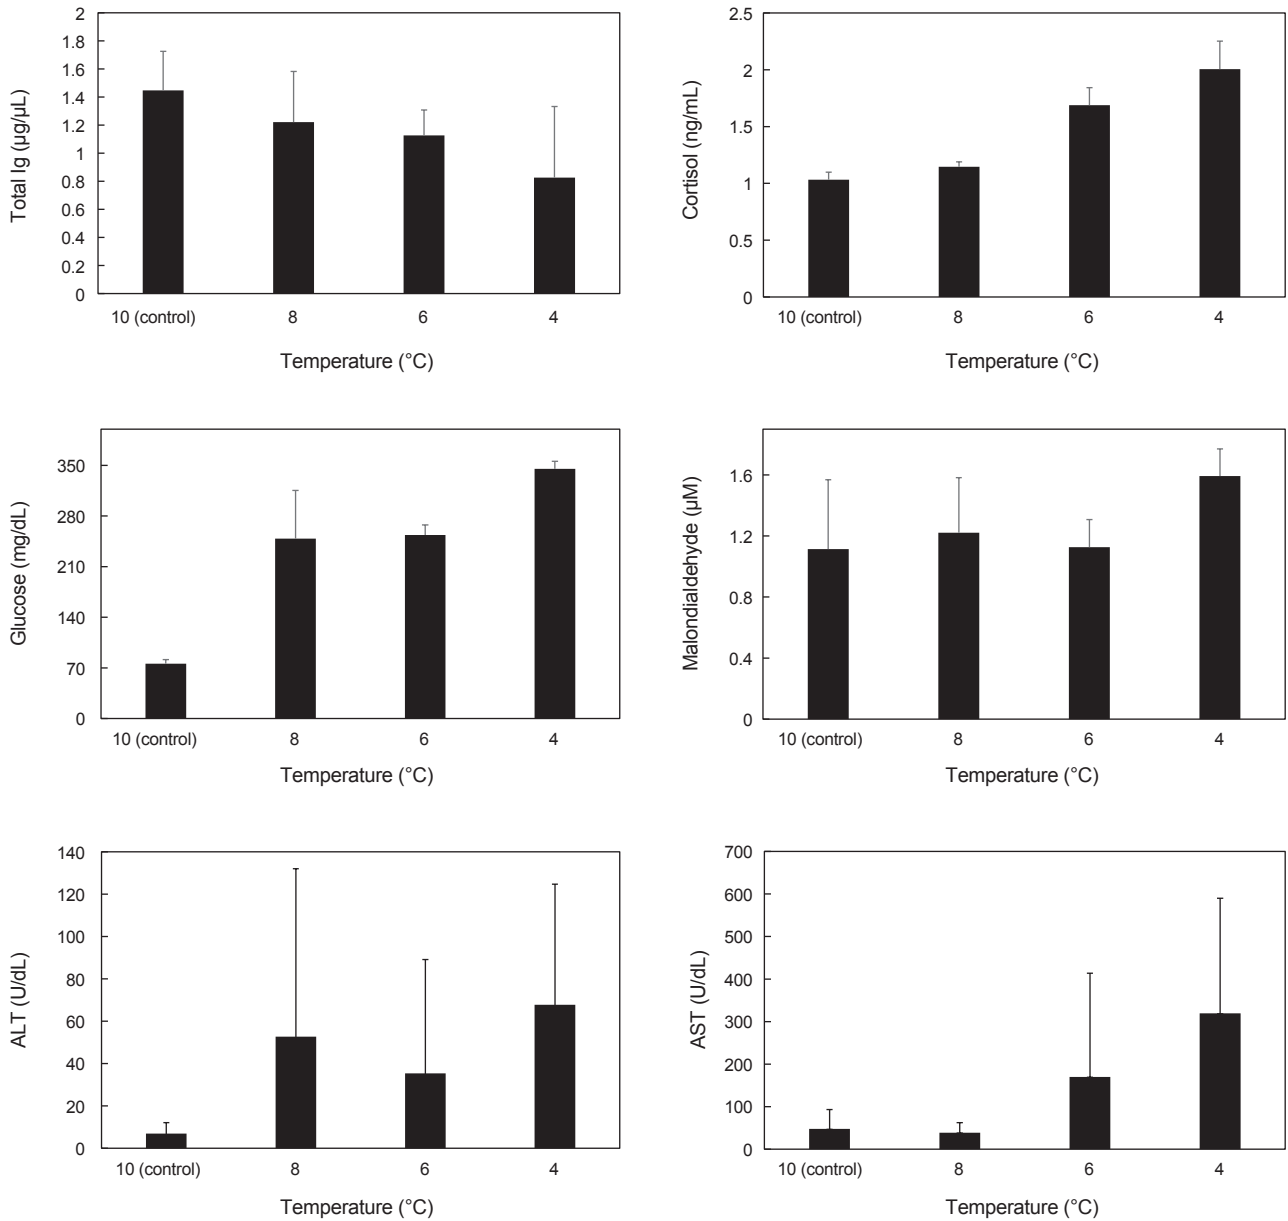 Total Ig (µg/µL)
2
1.8
1.6
1.4
1.2
1
0.8
0.6
0.4
0.2
0
10 (control) 8 6 4
Temperature (°C)
Cortisol (ng/mL)
2.5
2
1.5
1
0.5
0
10 (control) 8 6 4
Temperature (°C)
Glucose (mg/dL)
350
280
210
140
70
0
10 (control) 8 6 4
Temperature (°C)
Malondialdehyde (µM)
1.6
1.2
0.8
0.4
0
10 (control) 8 6 4
Temperature (°C)
ALT (U/dL)
140
120
100
80
60
40
20
0
10 (control) 8 6 4
Temperature (°C)
AST (U/dL)
700
600
500
400
300
200
100
0
10 (control) 8 6 4
Temperature (°C)